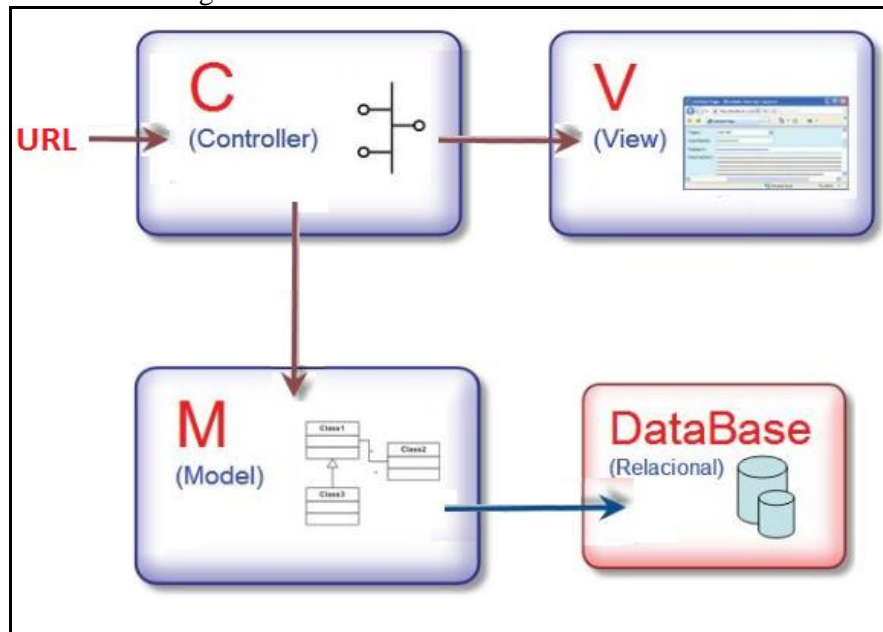 C
(Controller)
URL
V
(View)
M
(Model)
Class1
Class2
Class3
DataBase
(Relacional)